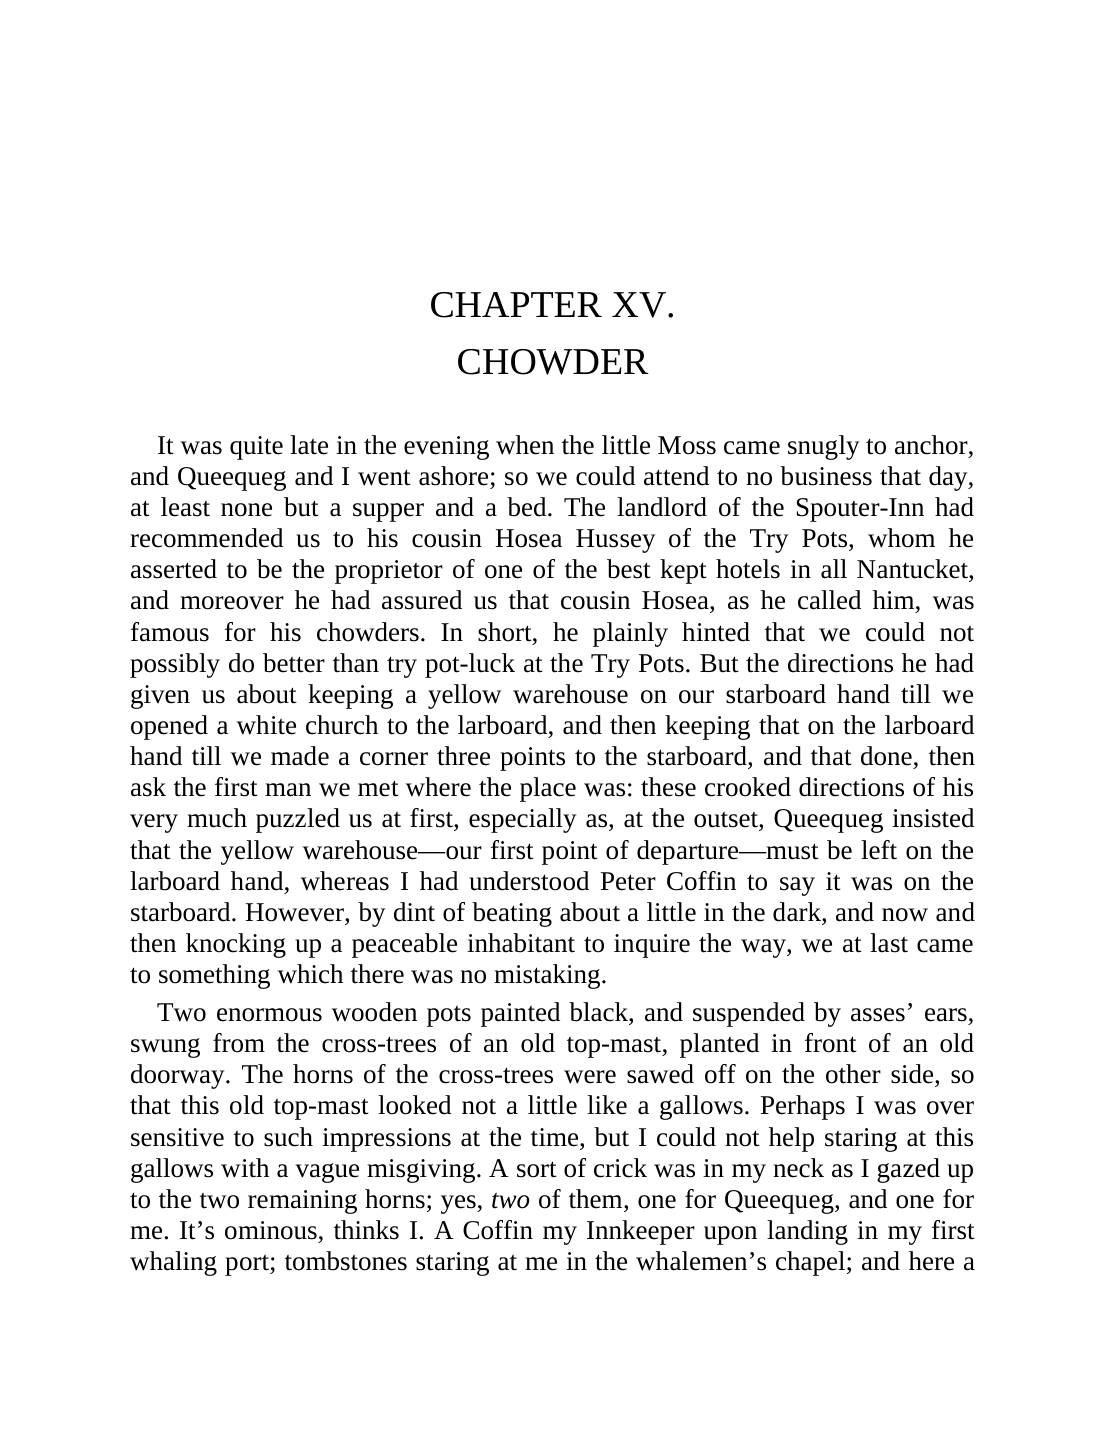 CHAPTER XV.
CHOWDER
It was quite late in the evening when the little Moss came snugly to anchor,
and Queequeg and I went ashore; so we could attend to no business that day,
at least none but a supper and a bed. The landlord of the Spouter-Inn had
recommended us to his cousin Hosea Hussey of the Try Pots, whom he
asserted to be the proprietor of one of the best kept hotels in all Nantucket,
and moreover he had assured us that cousin Hosea, as he called him, was
famous for his chowders. In short, he plainly hinted that we could not
possibly do better than try pot-luck at the Try Pots. But the directions he had
given us about keeping a yellow warehouse on our starboard hand till we
opened a white church to the larboard, and then keeping that on the larboard
hand till we made a corner three points to the starboard, and that done, then
ask the first man we met where the place was: these crooked directions of his
very much puzzled us at first, especially as, at the outset, Queequeg insisted
that the yellow warehouse—our first point of departure—must be left on the
larboard hand, whereas I had understood Peter Coffin to say it was on the
starboard. However, by dint of beating about a little in the dark, and now and
then knocking up a peaceable inhabitant to inquire the way, we at last came
to something which there was no mistaking.
Two enormous wooden pots painted black, and suspended by asses’ ears,
swung from the cross-trees of an old top-mast, planted in front of an old
doorway. The horns of the cross-trees were sawed off on the other side, so
that this old top-mast looked not a little like a gallows. Perhaps I was over
sensitive to such impressions at the time, but I could not help staring at this
gallows with a vague misgiving. A sort of crick was in my neck as I gazed up
to the two remaining horns; yes, two of them, one for Queequeg, and one for
me. It’s ominous, thinks I. A Coffin my Innkeeper upon landing in my first
whaling port; tombstones staring at me in the whalemen’s chapel; and here a